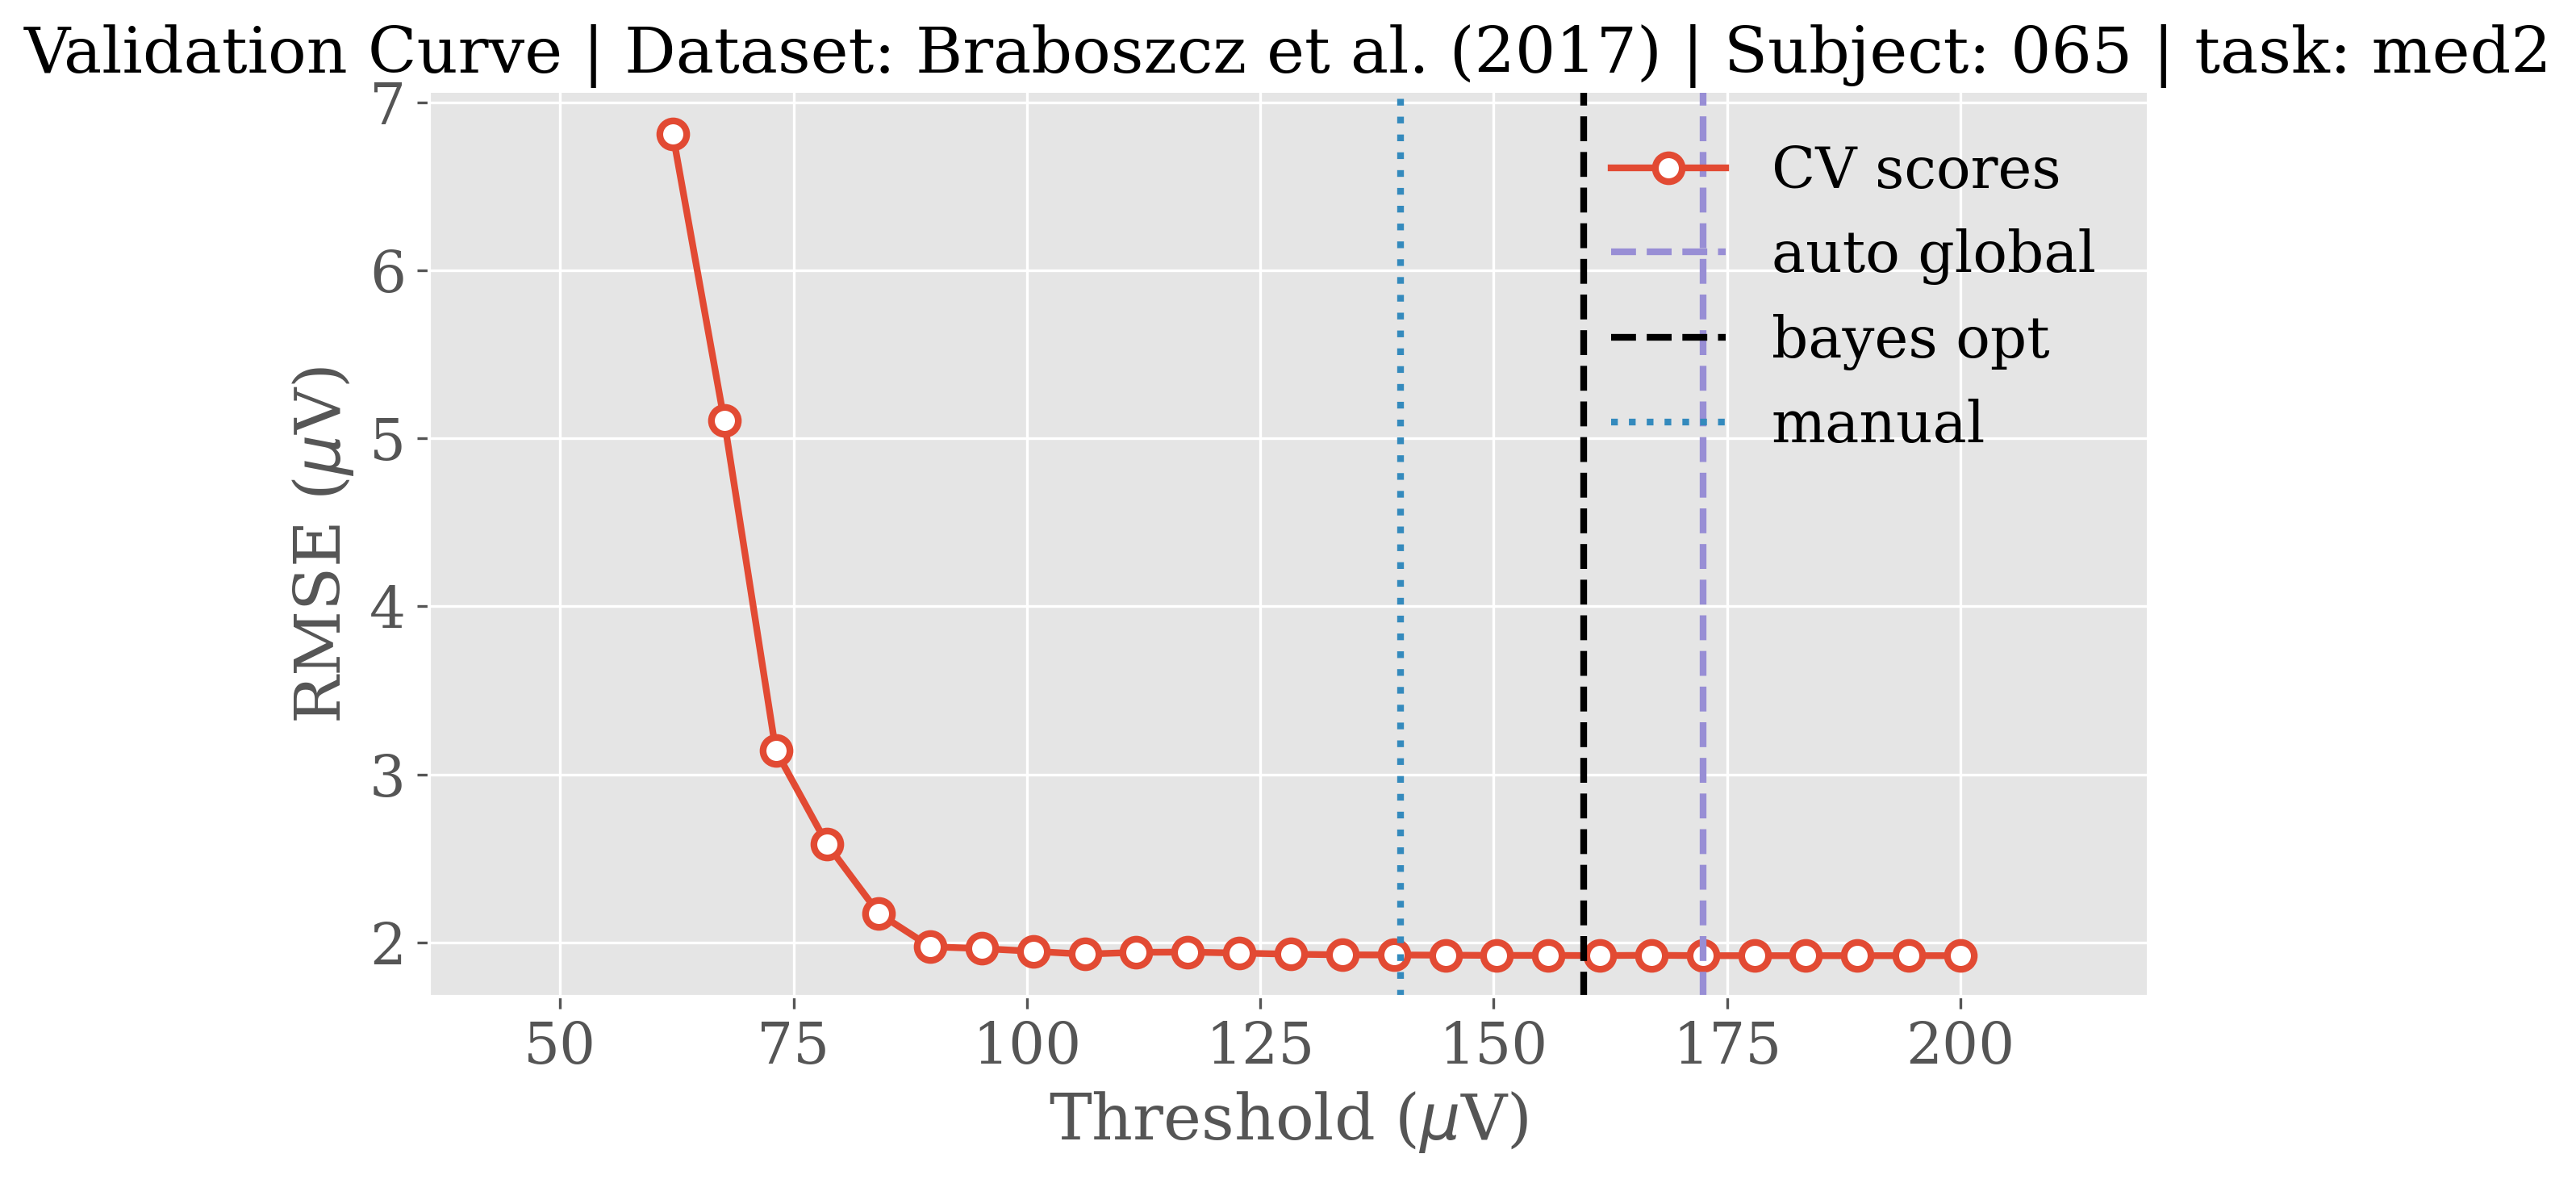 Validation Curve | Dataset: Braboszcz et al. (2017) | Subject: 065 | task: med2
7
6
5
4
3
2
RMSE (μV)
CV scores
auto global
bayes opt
manual
50 75 100 125 150 175 200
Threshold (μV)